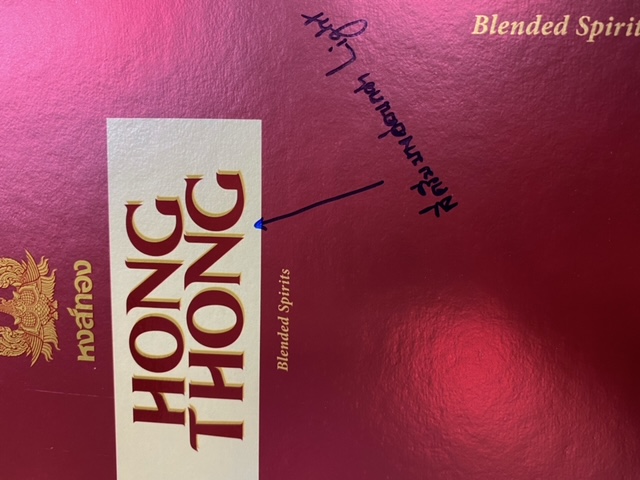 หงส์ทอง
HONG
THONG
Blended Spirits
Light
Blended Spirit